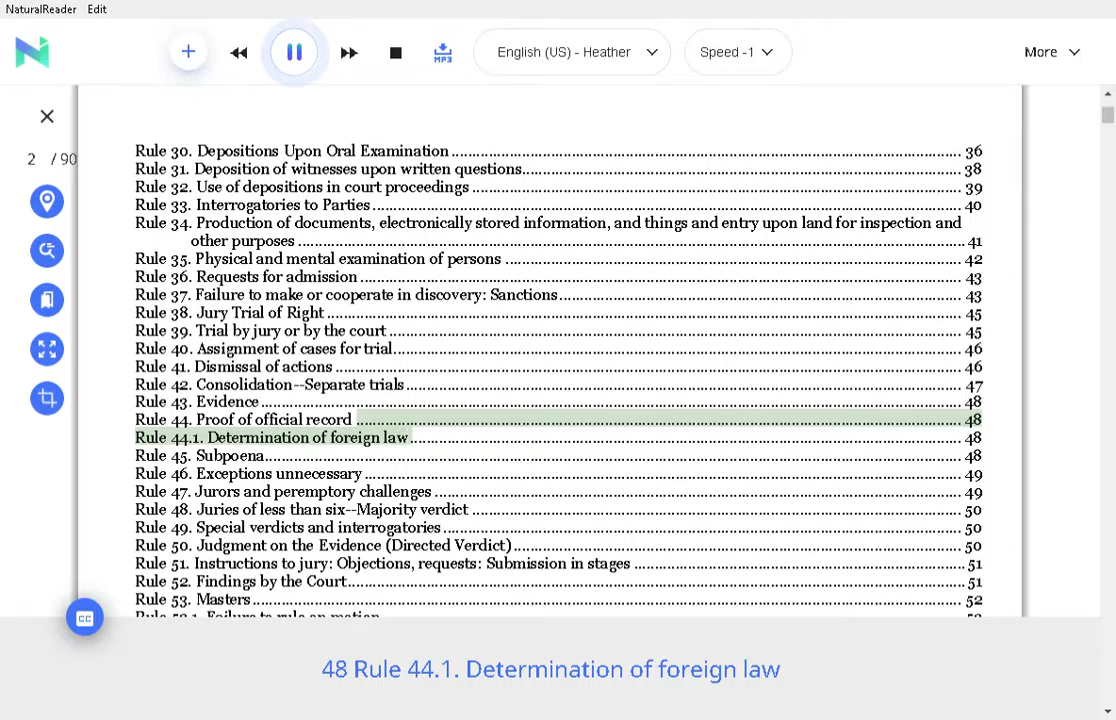 NaturalReader Edit
MP3 English (US) - Heather Speed -1 More
2 / 90
Rule 30. Depositions Upon Oral Examination 36
Rule 31. Deposition of witnesses upon written questions 38
Rule 32. Use of depositions in court proceedings 39
Rule 33. Interrogatories to Parties 40
Rule 34. Production of documents, electronically stored information, and things and entry upon land for inspection and
other purposes 41
Rule 35. Physical and mental examination of persons 42
Rule 36. Requests for admission 43
Rule 37. Failure to make or cooperate in discovery: Sanctions 43
Rule 38. Jury Trial of Right 45
Rule 39. Trial by jury or by the court 45
Rule 40. Assignment of cases for trial 46
Rule 41. Dismissal of actions 46
Rule 42. Consolidation--Separate trials 47
Rule 43. Evidence 48
Rule 44. Proof of official record 48
Rule 44.1. Determination of foreign law 48
Rule 45. Subpoena 48
Rule 46. Exceptions unnecessary 49
Rule 47. Jurors and peremptory challenges 49
Rule 48. Juries of less than six--Majority verdict 50
Rule 49. Special verdicts and interrogatories 50
Rule 50. Judgment on the Evidence (Directed Verdict) 50
Rule 51. Instructions to jury: Objections, requests: Submission in stages 51
Rule 52. Findings by the Court 51
Rule 53. Masters 52
Rule 53.1. Failure to rule on motion 52
CC
48 Rule 44.1. Determination of foreign law